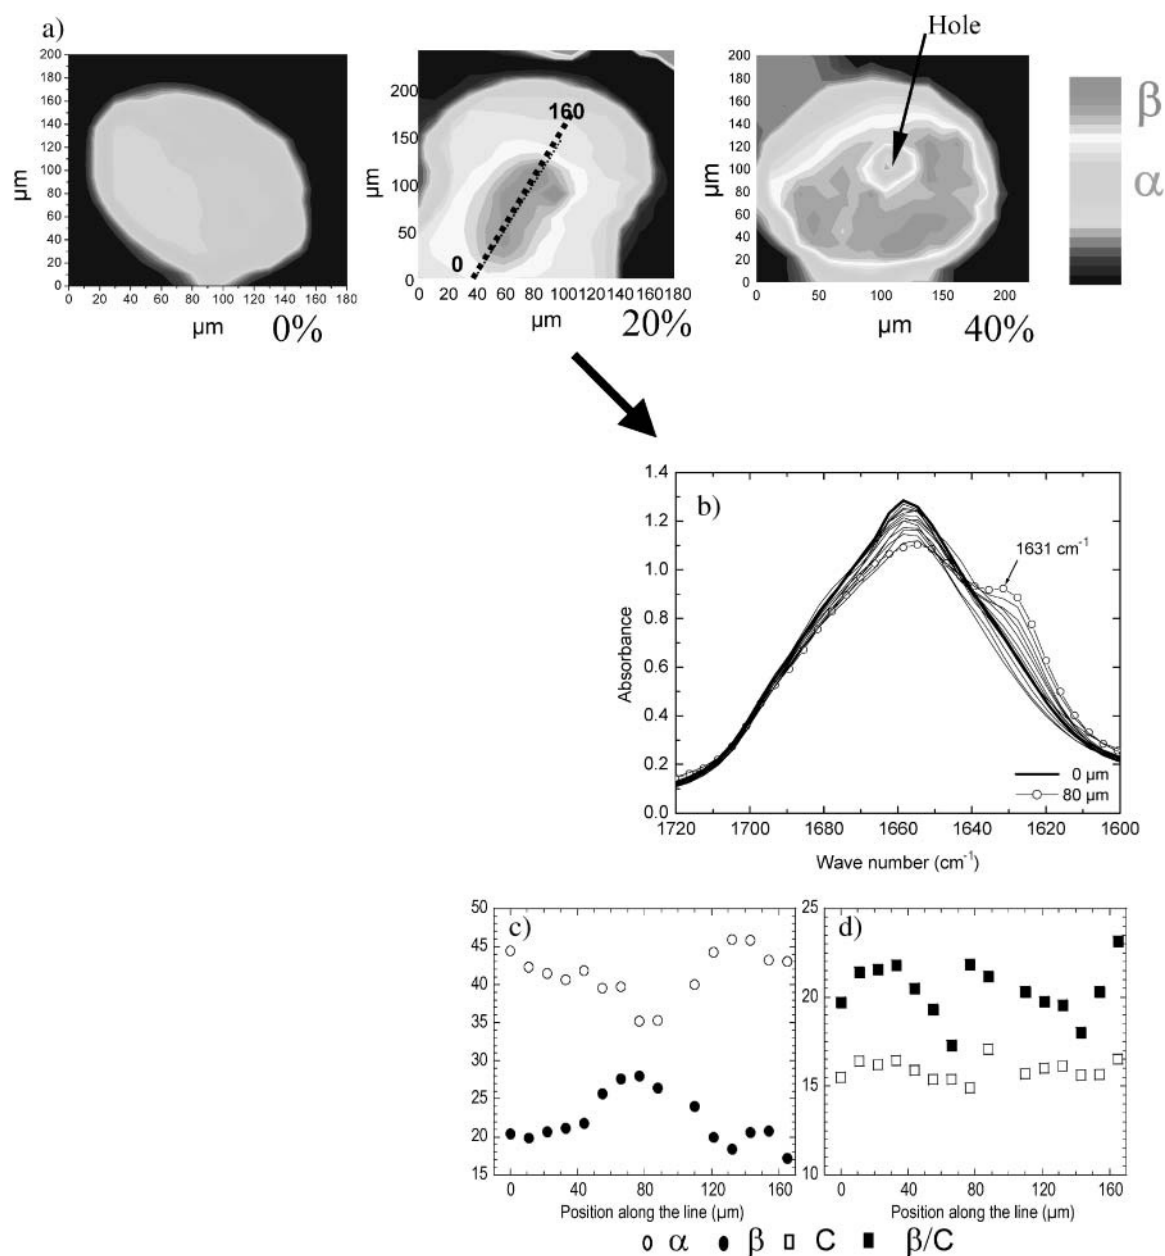 a)
Hole
200
180
160
140
120
100
80
60
40
20
0
µm
0 20 40 60 80 100 120 140 160 180
µm
0%
200
150
100
50
0
µm
160
0
0 20 40 60 80 100 120 140 160 180
µm
20%
200
180
160
140
120
100
80
60
40
20
0
µm
0 50 100 150 200
µm
40%
β
α
b)
1.4
1.2
1.0
0.8
0.6
0.4
0.2
0.0
Absorbance
1631 cm-1
0 µm
80 µm
1720 1700 1680 1660 1640 1620 1600
Wave number (cm-1)
c)
50
45
40
35
30
25
20
15
0 40 80 120 160
Position along the line (µm)
d)
25
20
15
10
0 40 80 120 160
Position along the line (µm)
α β C β/C